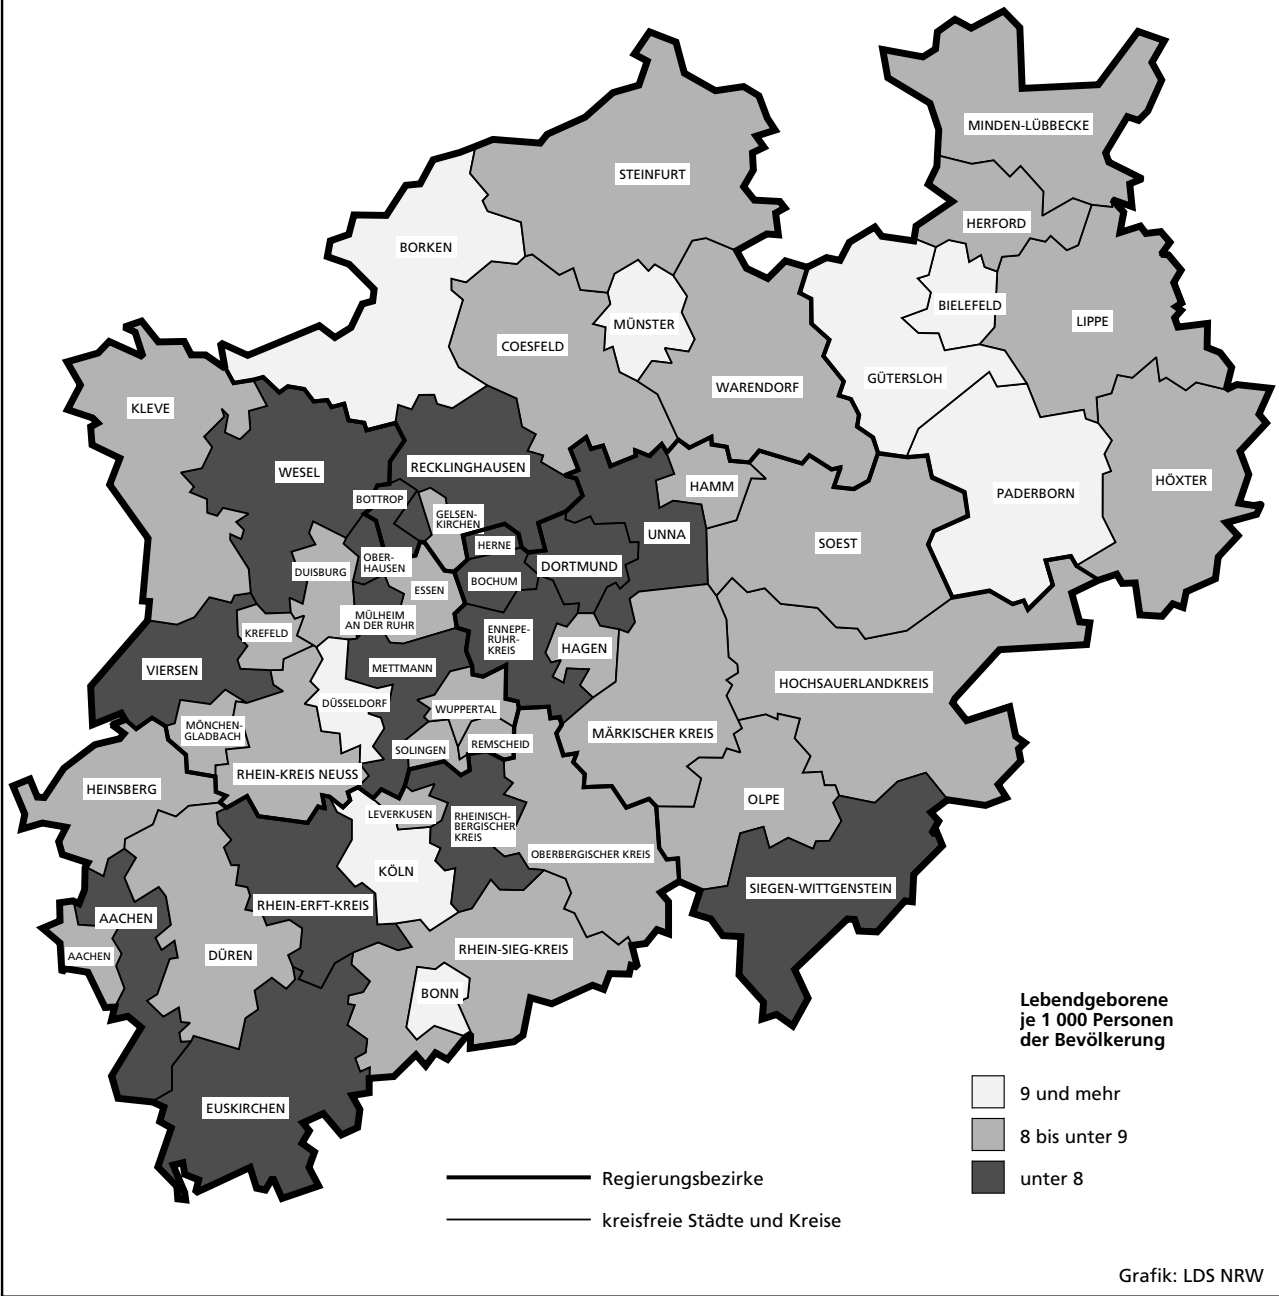 MINDEN-LÜBBECKE
STEINFURT
HERFORD
BORKEN
BIELEFELD
MÜNSTER
LIPPE
COESFELD
GÜTERSLOH
WARENDORF
KLEVE
RECKLINGHAUSEN
WESEL
HÖXTER
HAMM
PADERBORN
BOTTROP
GELSEN-
KIRCHEN
UNNA
SOEST
HERNE
OBER-
HAUSEN
DORTMUND
DUISBURG
BOCHUM
ESSEN
MÜLHEIM
AN DER RUHR
KREFELD
ENNEPE-
RUHR-
KREIS
HAGEN
VIERSEN
METTMANN
HOCHSAUERLANDKREIS
DÜSSELDORF
WUPPERTAL
MÖNCHEN-
GLADBACH
MÄRKISCHER KREIS
SOLINGEN
REMSCHEID
RHEIN-KREIS NEUSS
HEINSBERG
OLPE
LEVERKUSEN
RHEINISCH-
BERGISCHER
KREIS
OBERBERGISCHER KREIS
KÖLN
SIEGEN-WITTGENSTEIN
RHEIN-ERFT-KREIS
AACHEN
RHEIN-SIEG-KREIS
AACHEN
DÜREN
BONN
EUSKIRCHEN
Lebendgeborene
je 1 000 Personen
der Bevölkerung
9 und mehr
8 bis unter 9
unter 8
Regierungsbezirke
kreisfreie Städte und Kreise
Grafik: LDS NRW